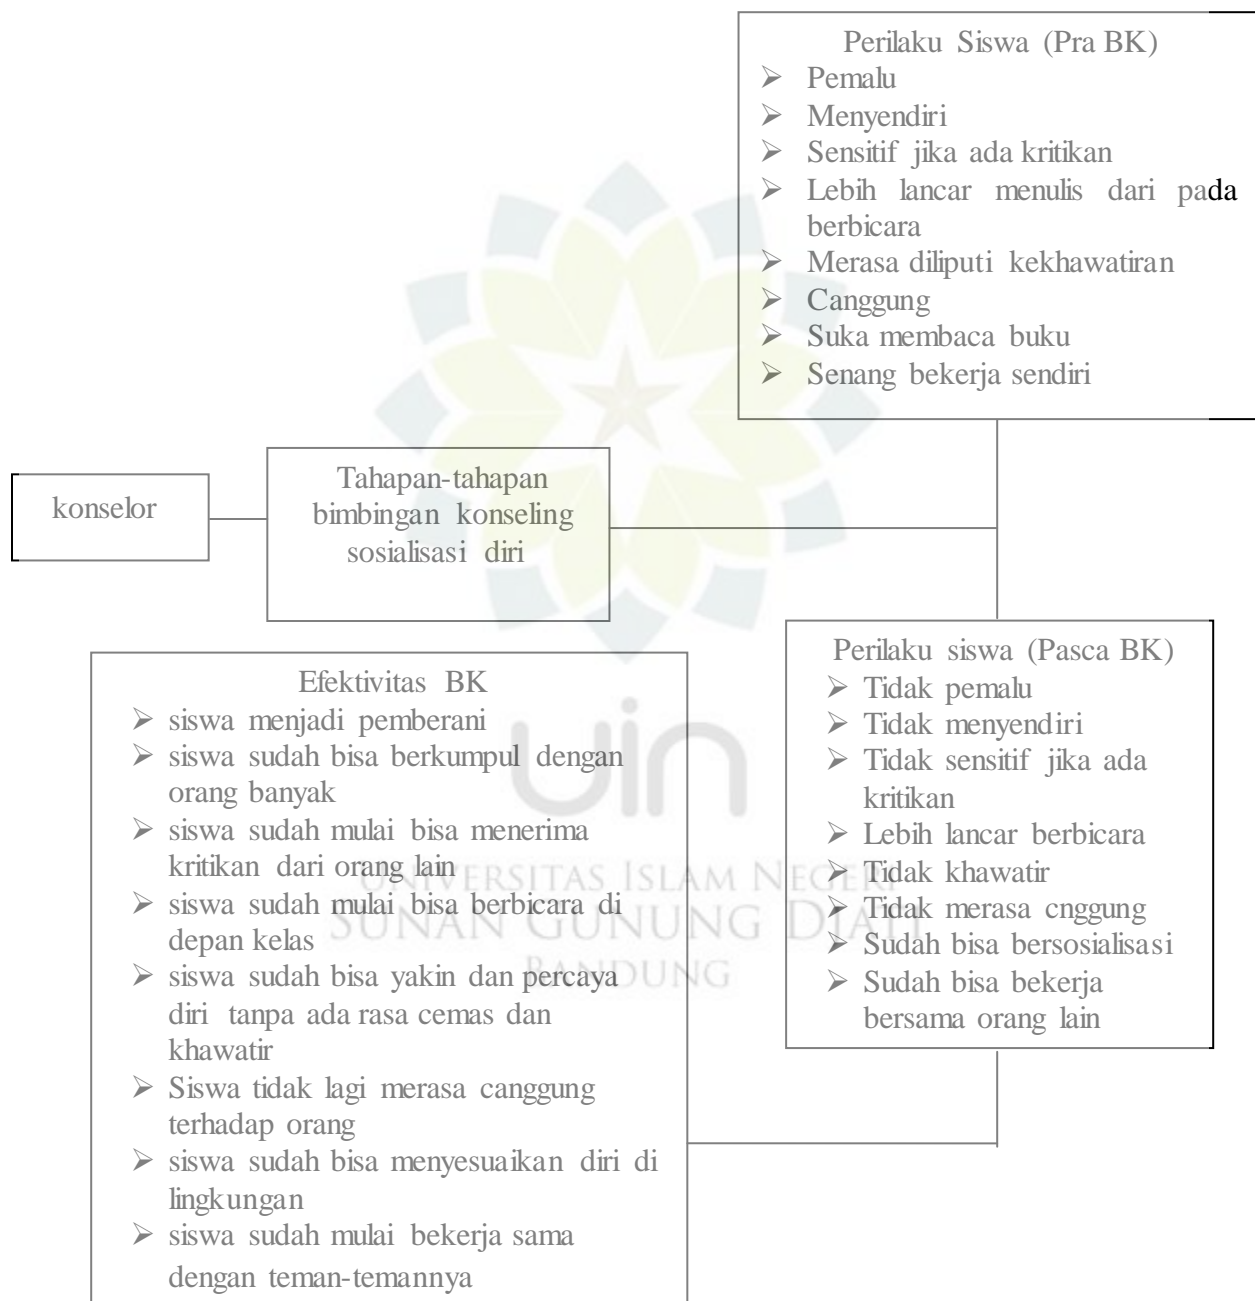 Perilaku Siswa (Pra BK)
➢ Pemalu
➢ Menyendiri
➢ Sensitif jika ada kritikan
➢ Lebih lancar menulis dari pada
berbicara
➢ Merasa diliputi kekhawatiran
➢ Canggung
➢ Suka membaca buku
➢ Senang bekerja sendiri
konselor
Tahapan-tahapan
bimbingan konseling
sosialisasi diri
Perilaku siswa (Pasca BK)
➢ Tidak pemalu
➢ Tidak menyendiri
➢ Tidak sensitif jika ada
kritikan
➢ Lebih lancar berbicara
➢ Tidak khawatir
➢ Tidak merasa cnggung
➢ Sudah bisa bersosialisasi
➢ Sudah bisa bekerja
bersama orang lain
Efektivitas BK
➢ siswa menjadi pemberani
➢ siswa sudah bisa berkumpul dengan
orang banyak
➢ siswa sudah mulai bisa menerima
kritikan dari orang lain
➢ siswa sudah mulai bisa berbicara di
depan kelas
➢ siswa sudah bisa yakin dan percaya
diri tanpa ada rasa cemas dan
khawatir
➢ Siswa tidak lagi merasa canggung
terhadap orang
➢ siswa sudah bisa menyesuaikan diri di
lingkungan
➢ siswa sudah mulai bekerja sama
dengan teman-temannya
uin
UNIVERSITAS ISLAM NEGERI
SUNAN GUNUNG DJATI
BANDUNG